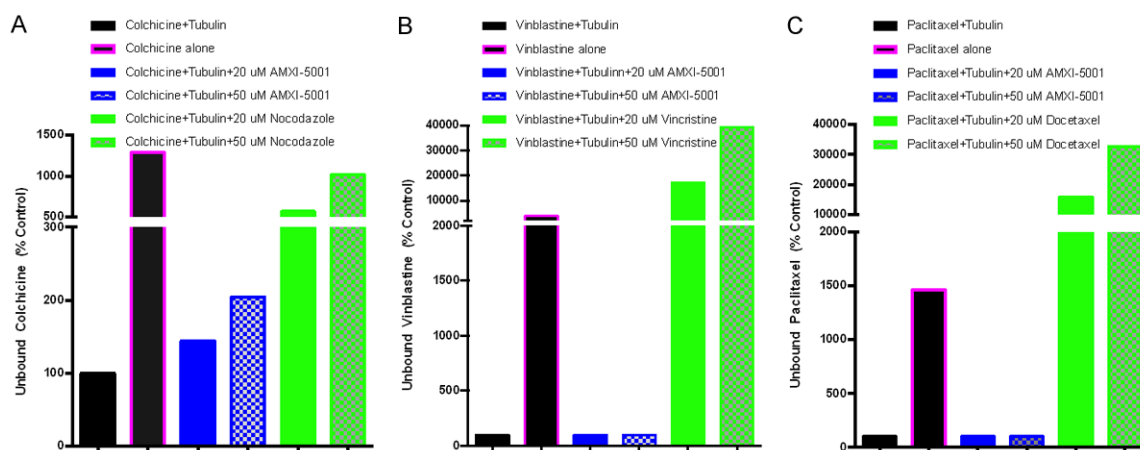 A
Colchicine+Tubulin
Colchicine alone
Colchicine+Tubulin+20 uM AMXI-5001
Colchicine+Tubulin+50 uM AMXI-5001
Colchicine+Tubulin+20 uM Nocodazole
Colchicine+Tubulin+50 uM Nocodazole
Unbound Colchicine (% Control)
1500
1000
500
300
200
100
0
B
Vinblastine+Tubulin
Vinblastine alone
Vinblastine+Tubulinn+20 uM AMXI-5001
Vinblastine+Tubulin+50 uM AMXI-5001
Vinblastine+Tubulin+20 uM Vincristine
Vinblastine+Tubulin+50 uM Vincristine
Unbound Vinblastine (% Control)
40000
30000
20000
10000
2000
1500
1000
500
0
C
Paclitaxel+Tubulin
Paclitaxel alone
Paclitaxel+Tubulin+20 uM AMXI-5001
Paclitaxel+Tubulin+50 uM AMXI-5001
Paclitaxel+Tubulin+20 uM Docetaxel
Paclitaxel+Tubulin+50 uM Docetaxel
Unbound Paclitaxel (% Control)
40000
30000
20000
10000
2000
1500
1000
500
0